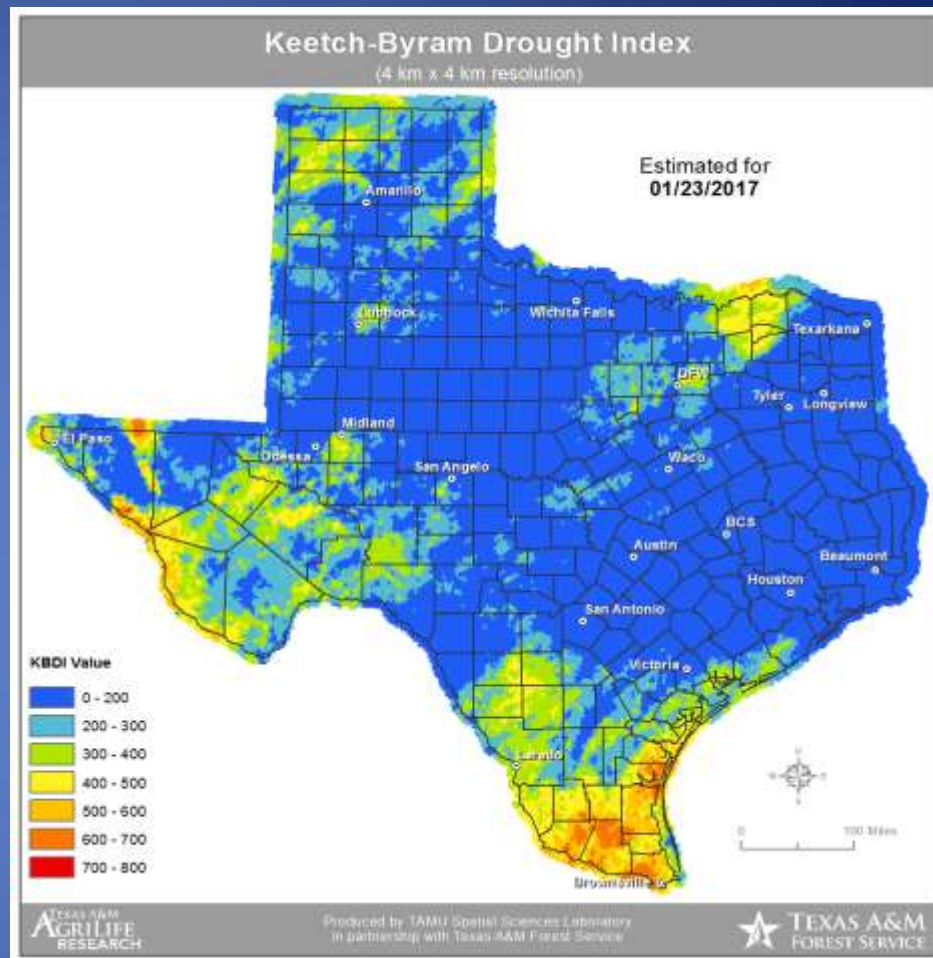 Keetch-Byram Drought Index
(4 km x 4 km resolution)
Estimated for
01/23/2017
Amarillo
Lubbock
Wichita Falls
Texarkana
DFW
Tyler
Longview
El Paso
Midland
Odessa
San Angelo
Waco
BCS
Austin
Beaumont
Houston
San Antonio
Victoria
Laredo
Brownsville
KBDI Value
0 - 200
200 - 300
300 - 400
400 - 500
500 - 600
600 - 700
700 - 800
0 100 Miles
TEXAS A&M
AGRILIFE
RESEARCH
Produced by TAMU Spatial Sciences Laboratory
in partnership with Texas A&M Forest Service
TEXAS A&M
FOREST SERVICE